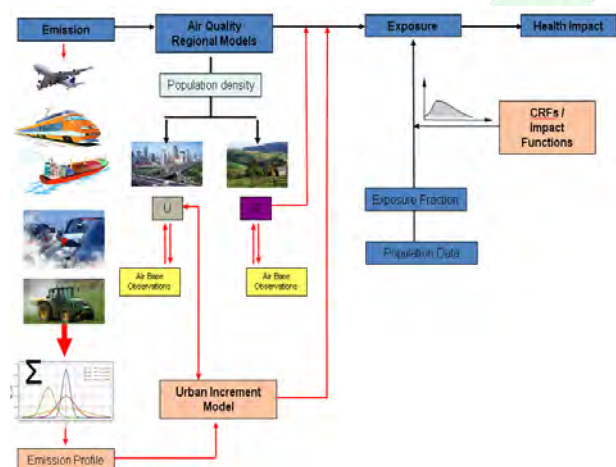 Emission
Air Quality
Regional Models
Exposure
Health Impact
Population density
CRFs /
Impact
Functions
U
Exposure Fraction
Air Base
Observations
Air Base
Observations
Population Data
Σ
Urban Increment
Model
Emission Profile